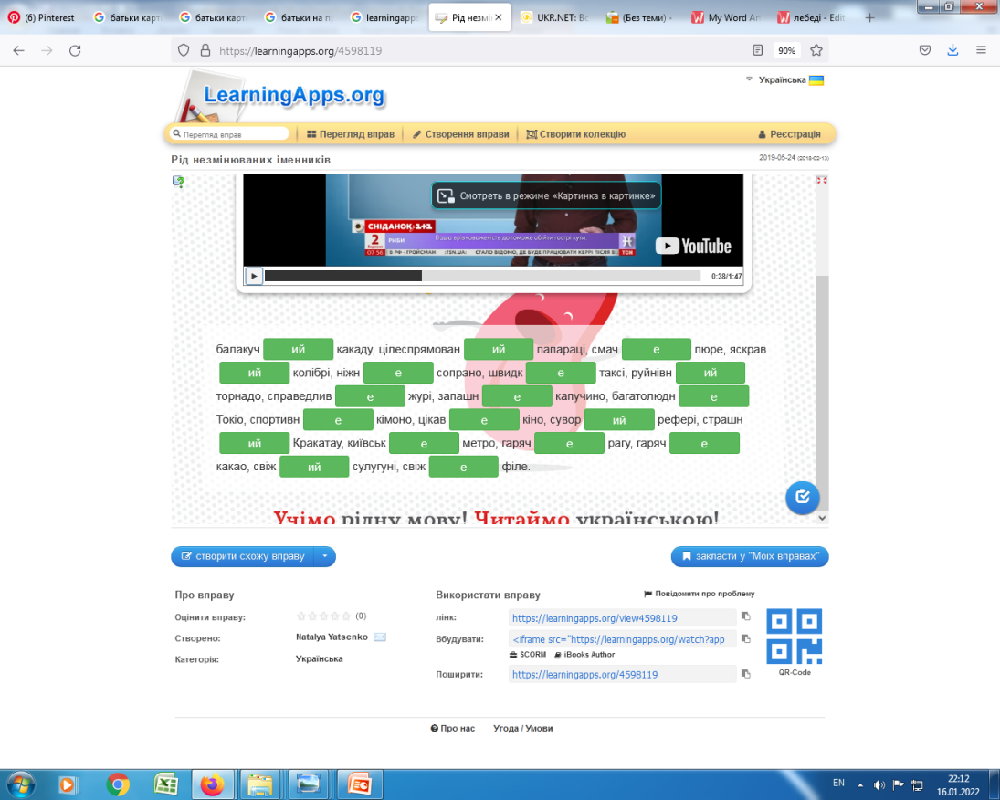 (6) Pinterest
батьки карт
батьки карт
батьки на п
learningapp
Рід незмі
UKR.NET: Вс
(Без теми)
My Word Ar
лебеді - Edit
https://learningapps.org/4598119
90%
LearningApps.org
Українська
Перегляд вправ
Перегляд вправ
Створення вправи
Створити колекцію
Реєстрація
Рід незмінюваних іменників
2019-05-24 (2018-02-13)
Смотреть в режиме «Картинка в картинке»
СНІДАНОК 1+1
2 РИБИ
07:56
YouTube
0:38/1:47
балакуч ий какаду, цілеспрямован ий папараці, смач е пюре, яскрав
ий колібрі, ніжн е сопрано, швидк е таксі, руйнівн ий
торнадо, справедлив е журі, запашн е капучино, багатолюдн е
Токіо, спортивн е кімоно, цікав е кіно, сувор ий рефері, страшн
ий Кракатау, київськ е метро, гаряч е рагу, гаряч е
какао, свіж ий сулугуні, свіж е філе.
Учімо рідну мову! Читаймо українською!
створити схожу вправу
закласти у "Моїх вправах"
Про вправу
Оцінити вправу: (0)
Створено: Natalya Yatsenko
Категорія: Українська
Використати вправу
Повідомити про проблему
лінк: https://learningapps.org/view4598119
Вбудувати: <iframe src="https://learningapps.org/watch?app
SCORM iBooks Author
Поширити: https://learningapps.org/4598119
QR-Code
Про нас Угода / Умови
EN
22:12
16.01.2022